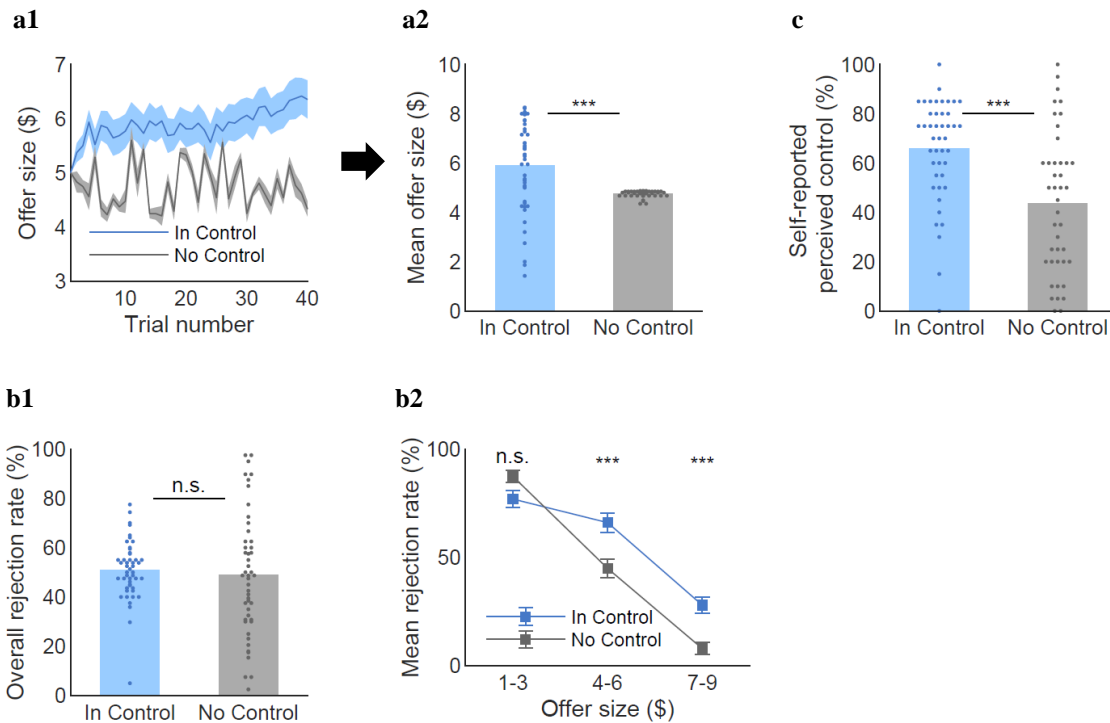 a1
7
6
5
4
3
Offer size ($)
In Control
No Control
10
20
30
40
Trial number
a2
10
8
6
4
2
0
Mean offer size ($)
***
In Control
No Control
c
100
80
60
40
20
0
Self-reported
perceived control (%)
***
In Control
No Control
b1
100
80
60
40
20
0
Overall rejection rate (%)
n.s.
In Control
No Control
b2
100
50
0
Mean rejection rate (%)
n.s.
***
***
In Control
No Control
1-3
4-6
7-9
Offer size ($)